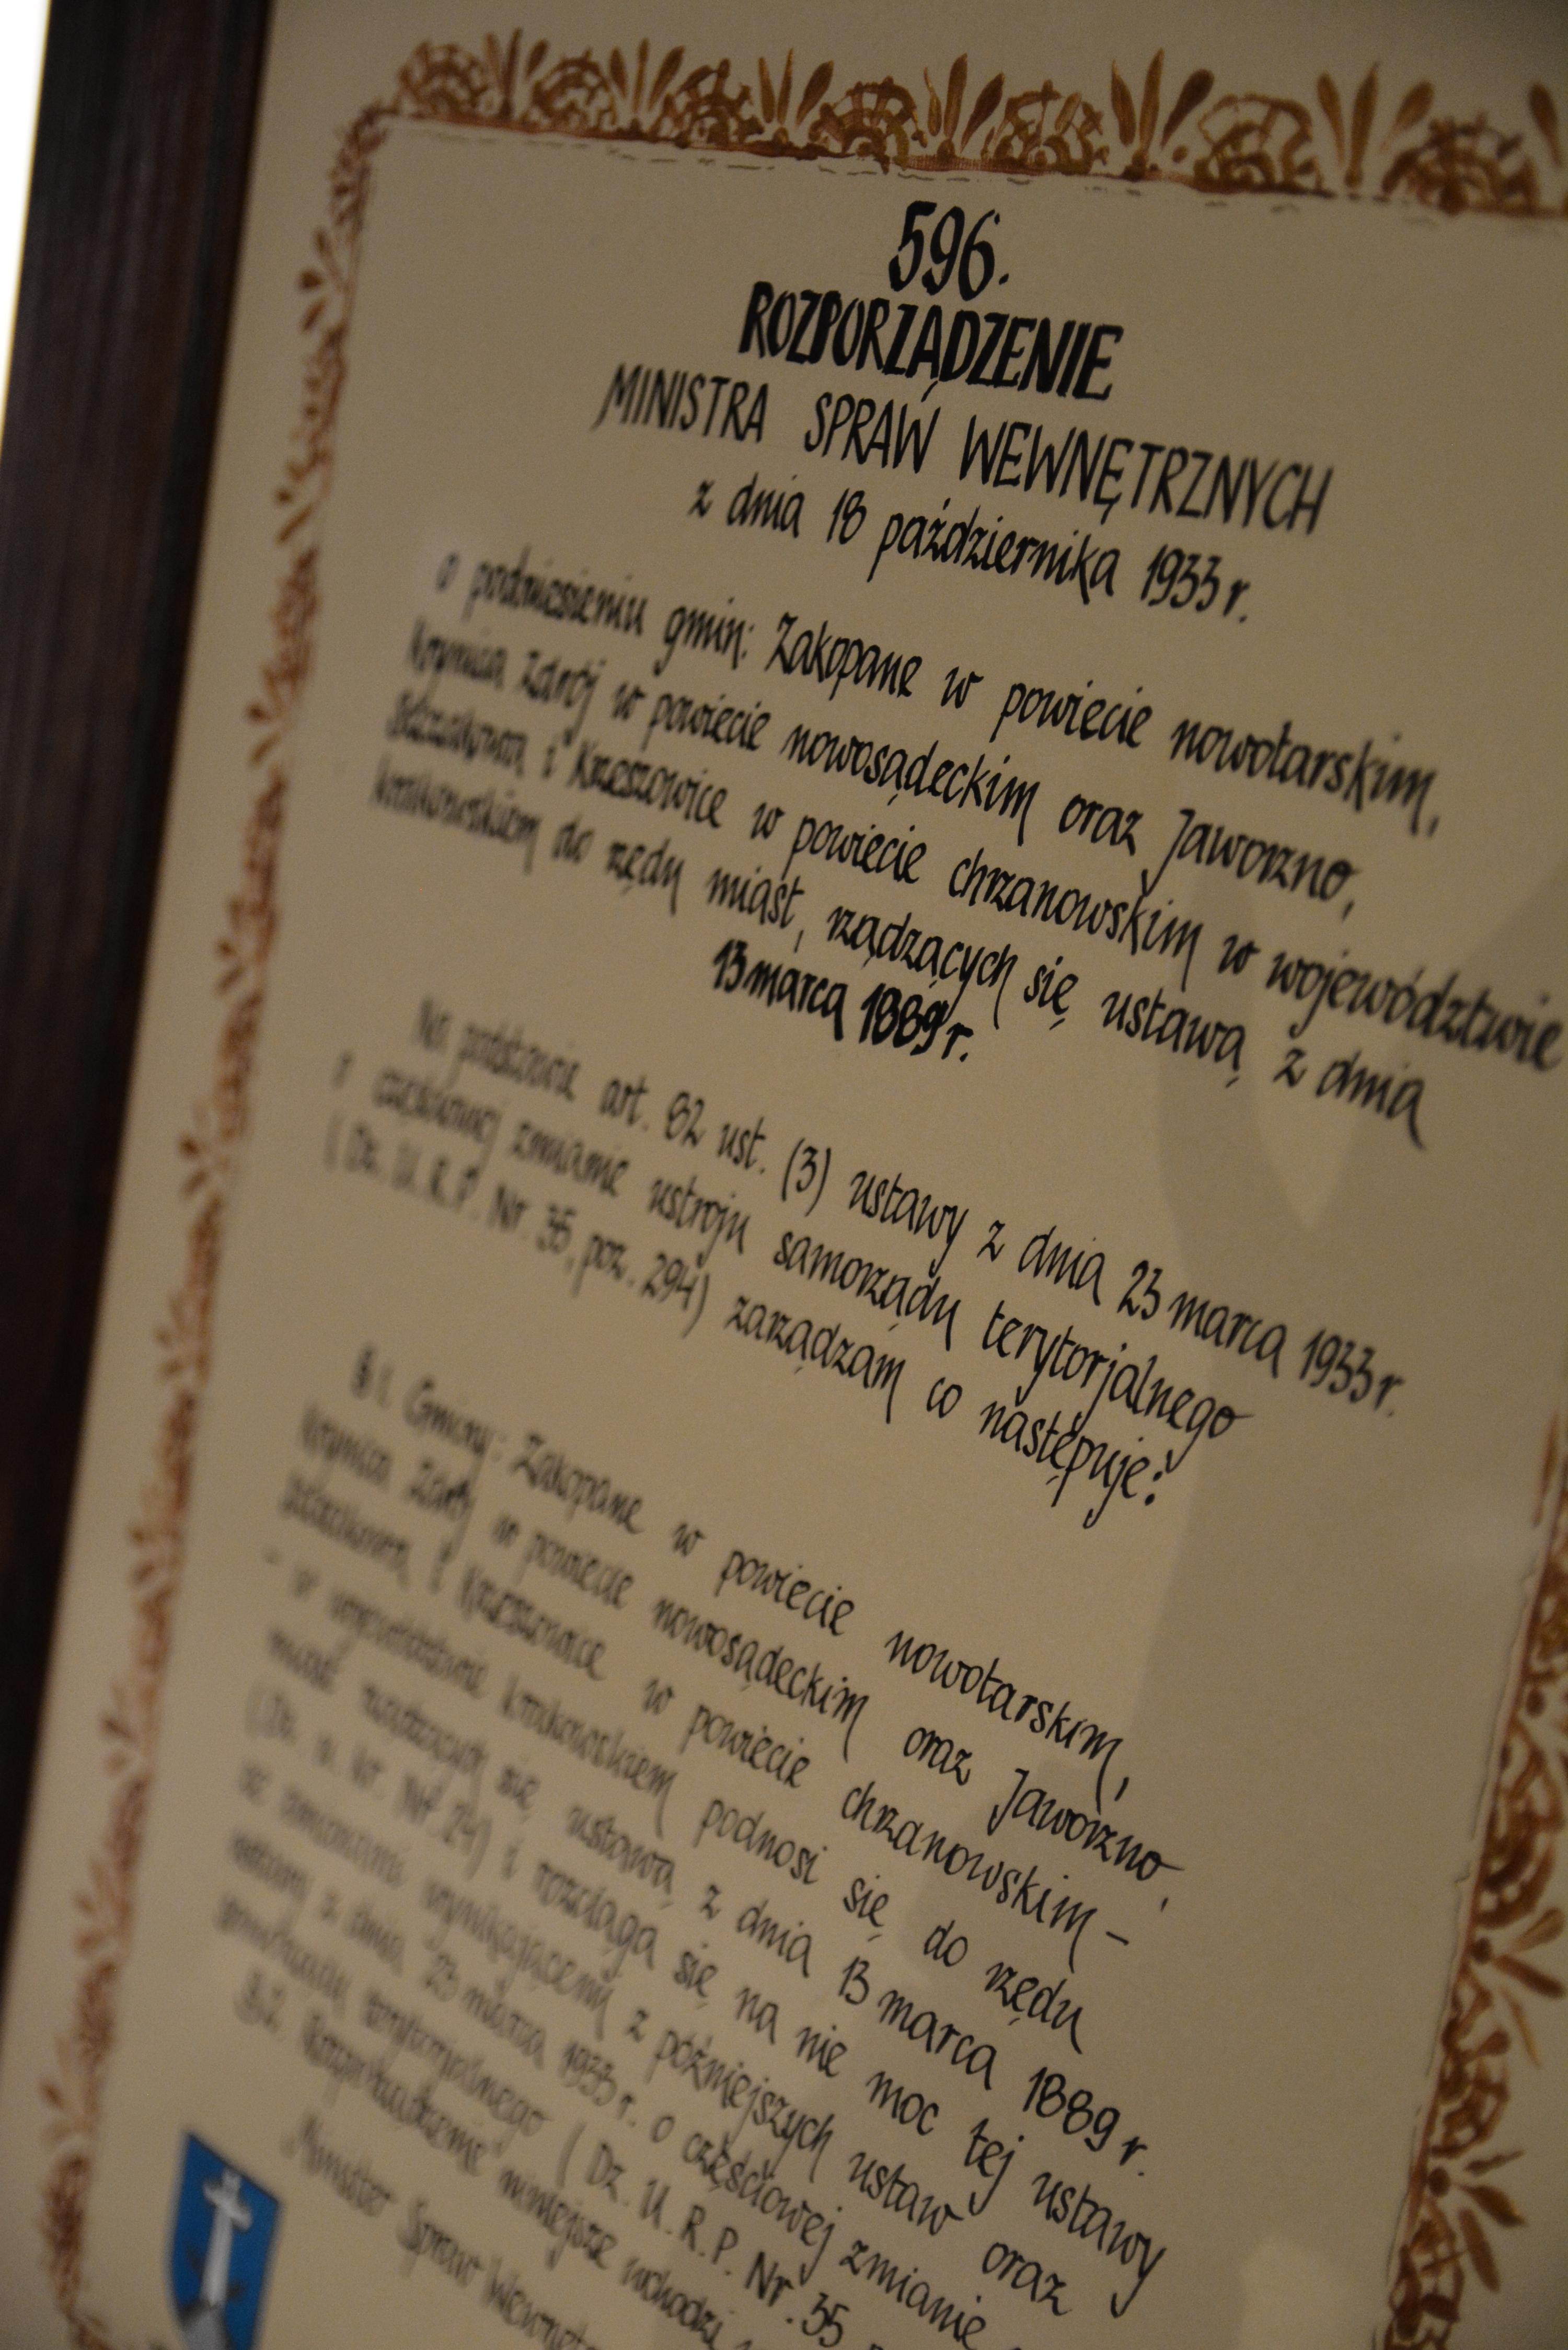 596.
ROZPORZĄDZENIE
MINISTRA SPRAW WEWNĘTRZNYCH
z dnia 18 października 1933 r.
o podniesieniu gmin: Zakopane w powiecie nowotarskim,
Krynica Zdrój w powiecie nowosądeckim oraz Jaworzno,
Szczakowa i Krzeszowice w powiecie chrzanowskim w województwie
krakowskiem do rzędu miast, rządzących się ustawą z dnia
13 marca 1889 r.
Na podstawie art. 82 ust. (3) ustawy z dnia 23 marca 1933 r.
częściowej zmianie ustroju samorządu terytorjalnego
(Dz. U. R. P. Nr. 35, poz. 294) zarządzam co następuje:
§ 1. Gminy: Zakopane w powiecie nowotarskim,
Krynica Zdrój w powiecie nowosądeckim oraz Jaworzno,
Szczakowa i Krzeszowice w powiecie chrzanowskim –
– w województwie krakowskiem podnosi się do rzędu
miast rządzących się ustawą z dnia 13 marca 1889 r.
(Dz. u. kr. Nr 24) i rozciąga się na nie moc tej ustawy
ze zmianami wynikającemi z późniejszych ustaw oraz
z dnia 23 marca 1933 r. o częściowej zmianie
terytorjalnego (Dz. U. R. P. Nr. 35
§ 2. Rozporządzenie niniejsze wchodzi
Minister Spraw